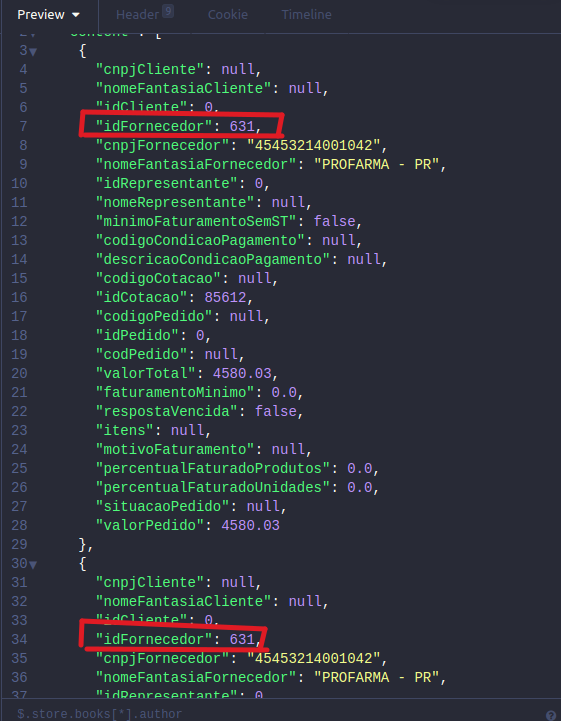 Preview Header 9 Cookie Timeline
2 "content": [
3 {
4 "cnpjCliente": null,
5 "nomeFantasiaCliente": null,
6 "idCliente": 0,
7 "idFornecedor": 631,
8 "cnpjFornecedor": "45453214001042",
9 "nomeFantasiaFornecedor": "PROFARMA - PR",
10 "idRepresentante": 0,
11 "nomeRepresentante": null,
12 "minimoFaturamentoSemST": false,
13 "codigoCondicaoPagamento": null,
14 "descricaoCondicaoPagamento": null,
15 "codigoCotacao": null,
16 "idCotacao": 85612,
17 "codigoPedido": null,
18 "idPedido": 0,
19 "codPedido": null,
20 "valorTotal": 4580.03,
21 "faturamentoMinimo": 0.0,
22 "respostaVencida": false,
23 "itens": null,
24 "motivoFaturamento": null,
25 "percentualFaturadoProdutos": 0.0,
26 "percentualFaturadoUnidades": 0.0,
27 "situacaoPedido": null,
28 "valorPedido": 4580.03
29 },
30 {
31 "cnpjCliente": null,
32 "nomeFantasiaCliente": null,
33 "idCliente": 0,
34 "idFornecedor": 631,
35 "cnpjFornecedor": "45453214001042",
36 "nomeFantasiaFornecedor": "PROFARMA - PR",
37 "idRepresentante": 0
$.store.books[*].author